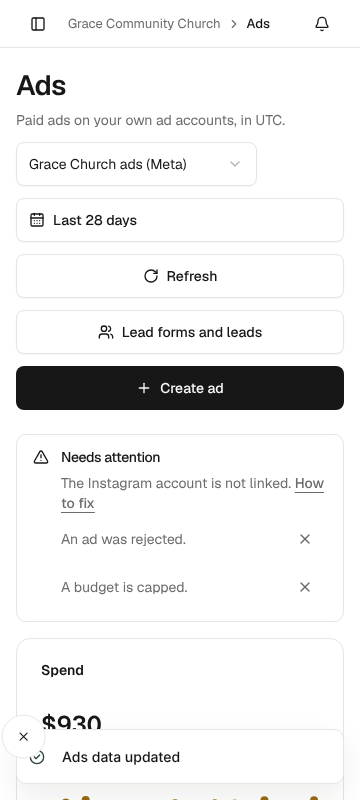 Grace Community Church > Ads
Ads
Paid ads on your own ad accounts, in UTC.
Grace Church ads (Meta)
Last 28 days
Refresh
Lead forms and leads
Create ad
Needs attention
The Instagram account is not linked. How
to fix
An ad was rejected.
A budget is capped.
Spend
$930
Ads data updated